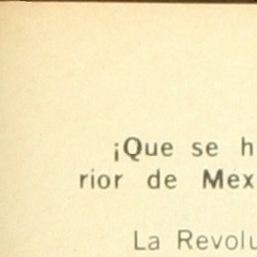 ¡Que se h
rior de Mex
La Revolu